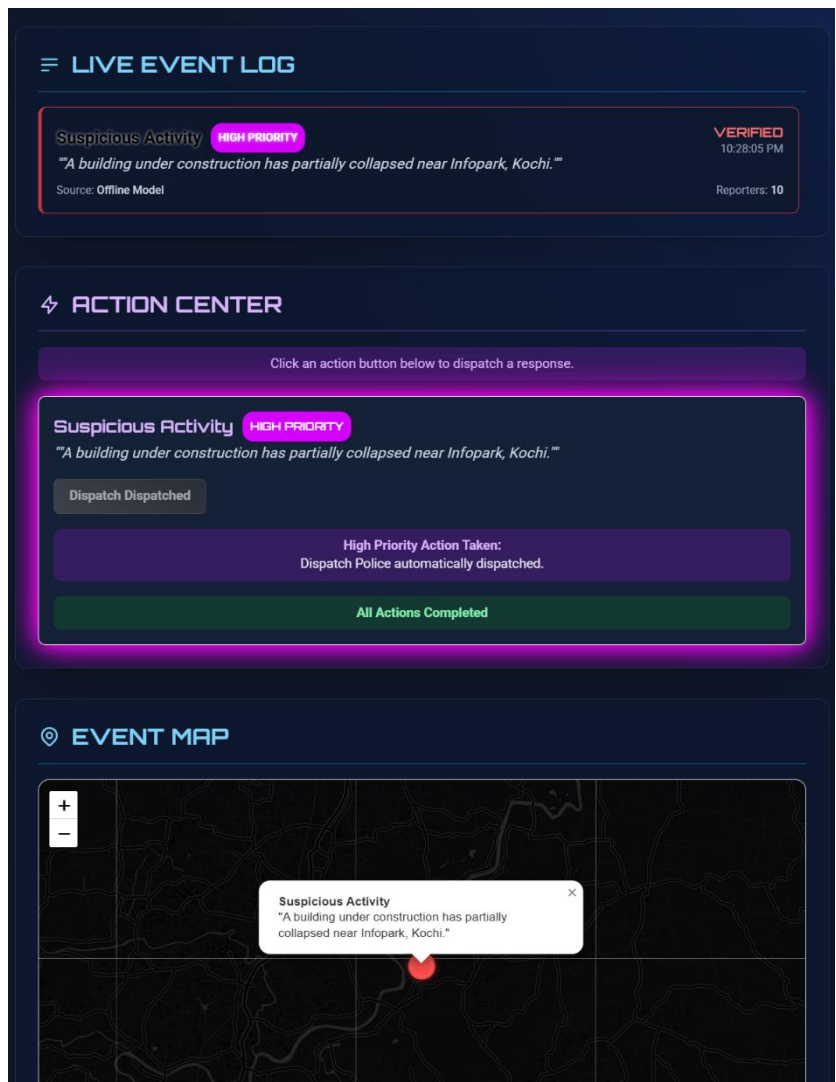 LIVE EVENT LOG
Suspicious Activity HIGH PRIORITY
VERIFIED
10:28:05 PM
""A building under construction has partially collapsed near Infopark, Kochi.""
Source: Offline Model
Reporters: 10
ACTION CENTER
Click an action button below to dispatch a response.
Suspicious Activity HIGH PRIORITY
""A building under construction has partially collapsed near Infopark, Kochi.""
Dispatch Dispatched
High Priority Action Taken:
Dispatch Police automatically dispatched.
All Actions Completed
EVENT MAP
+
−
Suspicious Activity
×
"A building under construction has partially
collapsed near Infopark, Kochi."